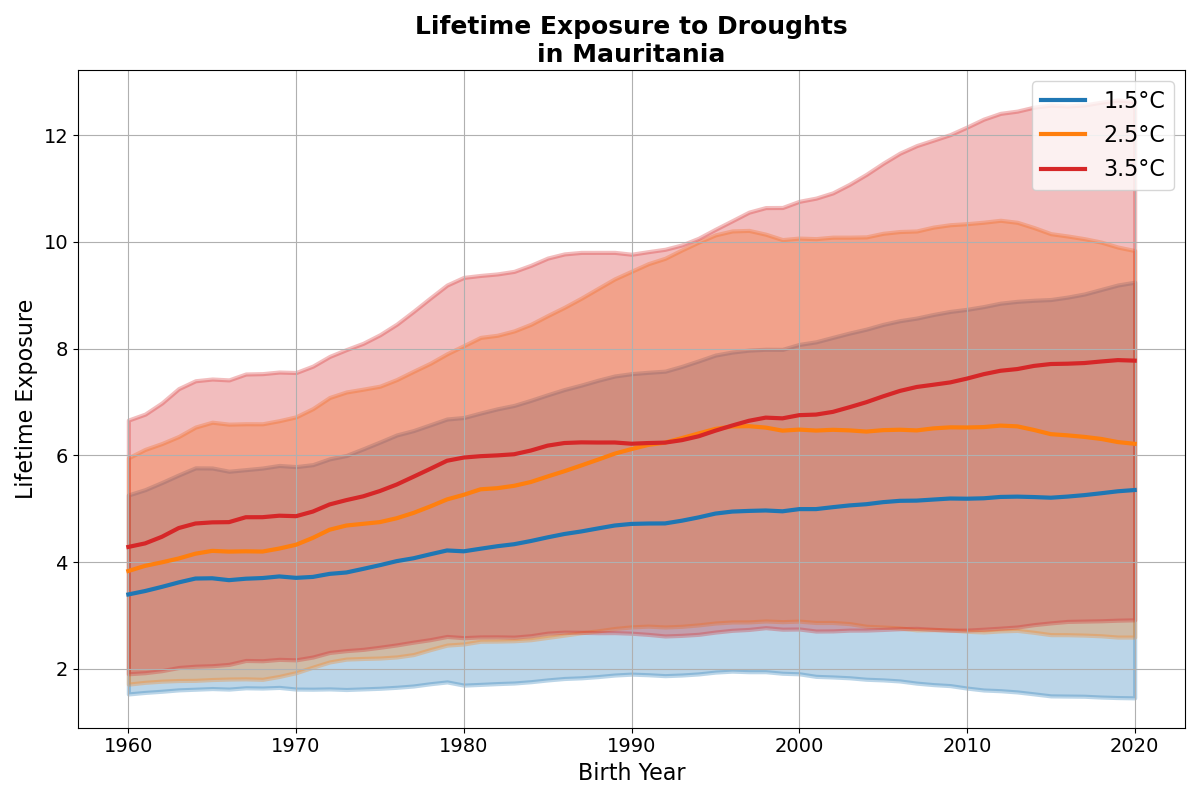 Lifetime Exposure to Droughts
in Mauritania
1.5°C
2.5°C
3.5°C
12
10
8
6
4
2
Lifetime Exposure
1960
1970
1980
1990
2000
2010
2020
Birth Year